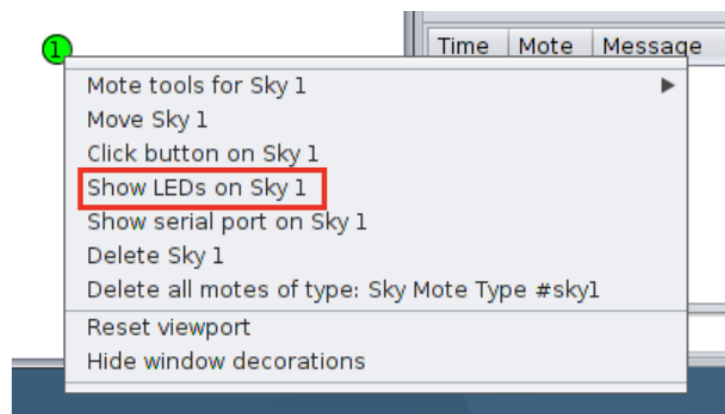 1
Time Mote Message
Mote tools for Sky 1
Move Sky 1
Click button on Sky 1
Show LEDs on Sky 1
Show serial port on Sky 1
Delete Sky 1
Delete all motes of type: Sky Mote Type #sky1
Reset viewport
Hide window decorations